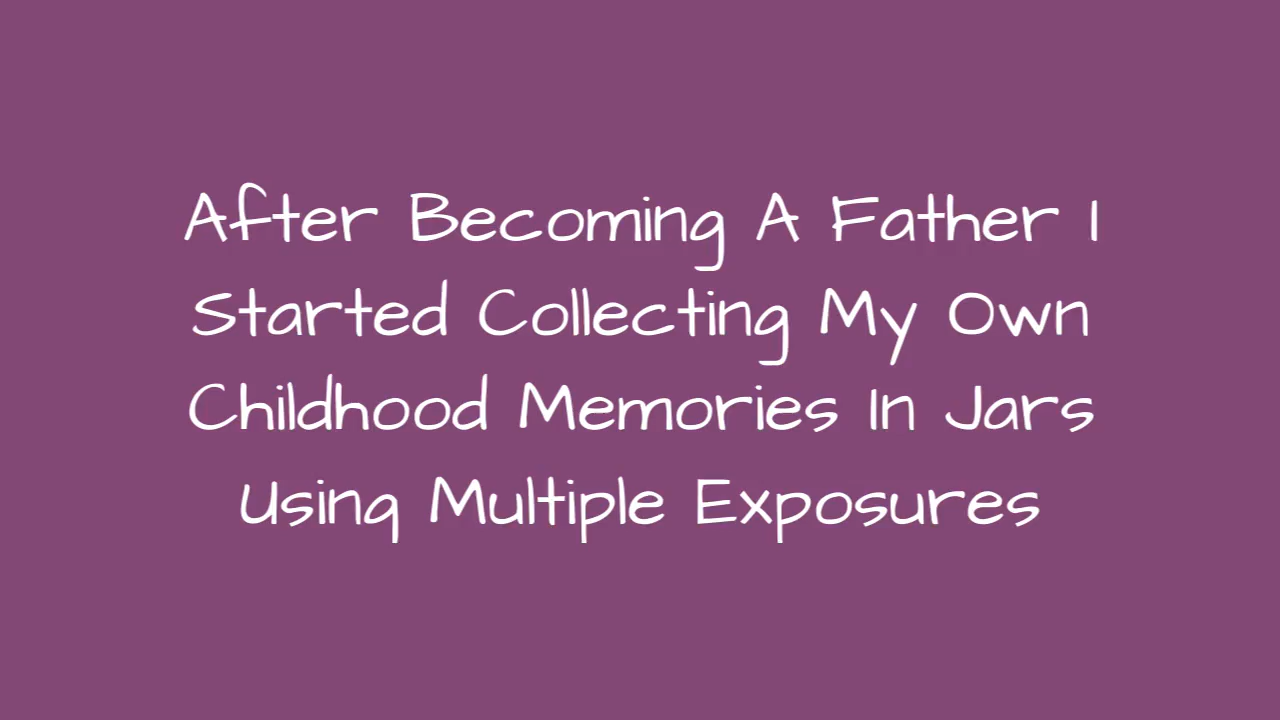 After Becoming A Father I
Started Collecting My Own
Childhood Memories In Jars
Using Multiple Exposures